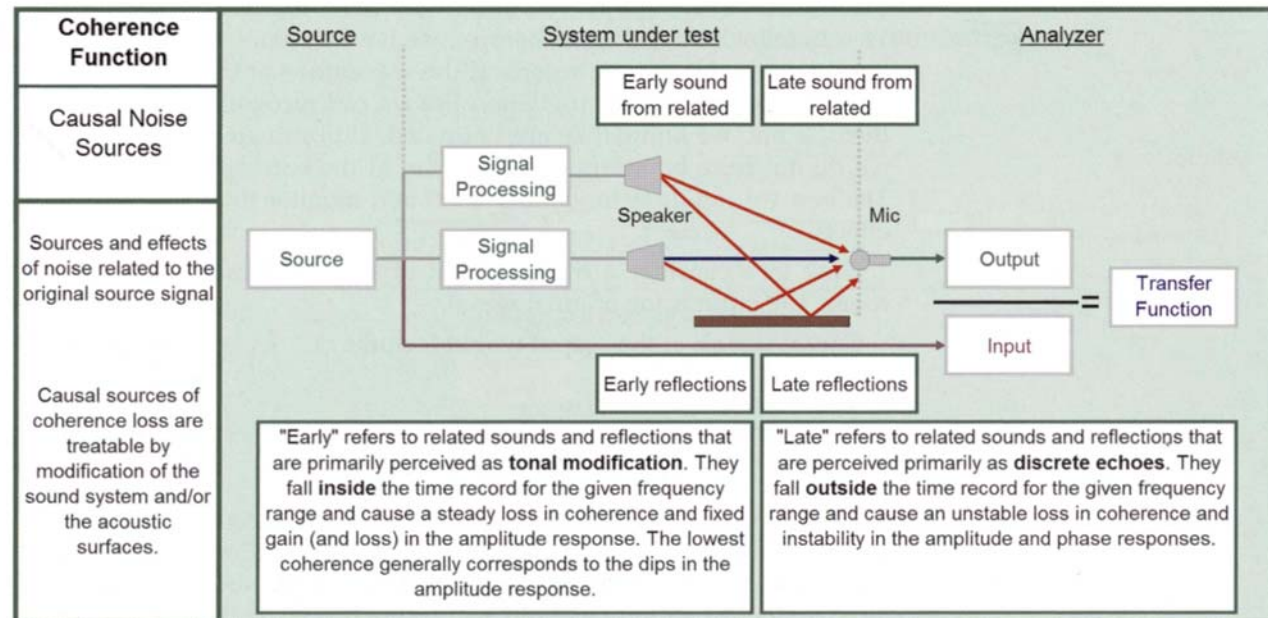 Coherence
Function
Causal Noise
Sources
Sources and effects
of noise related to the
original source signal
Causal sources of
coherence loss are
treatable by
modification of the
sound system and/or
the acoustic
surfaces.
Source
System under test
Analyzer
Early sound
from related
Late sound from
related
Signal
Processing
Speaker
Mic
Source
Signal
Processing
Output
=
Transfer
Function
Input
Early reflections
Late reflections
"Early" refers to related sounds and reflections that
are primarily perceived as tonal modification. They
fall inside the time record for the given frequency
range and cause a steady loss in coherence and fixed
gain (and loss) in the amplitude response. The lowest
coherence generally corresponds to the dips in the
amplitude response.
"Late" refers to related sounds and reflections that
are perceived primarily as discrete echoes. They
fall outside the time record for the given frequency
range and cause an unstable loss in coherence and
instability in the amplitude and phase responses.